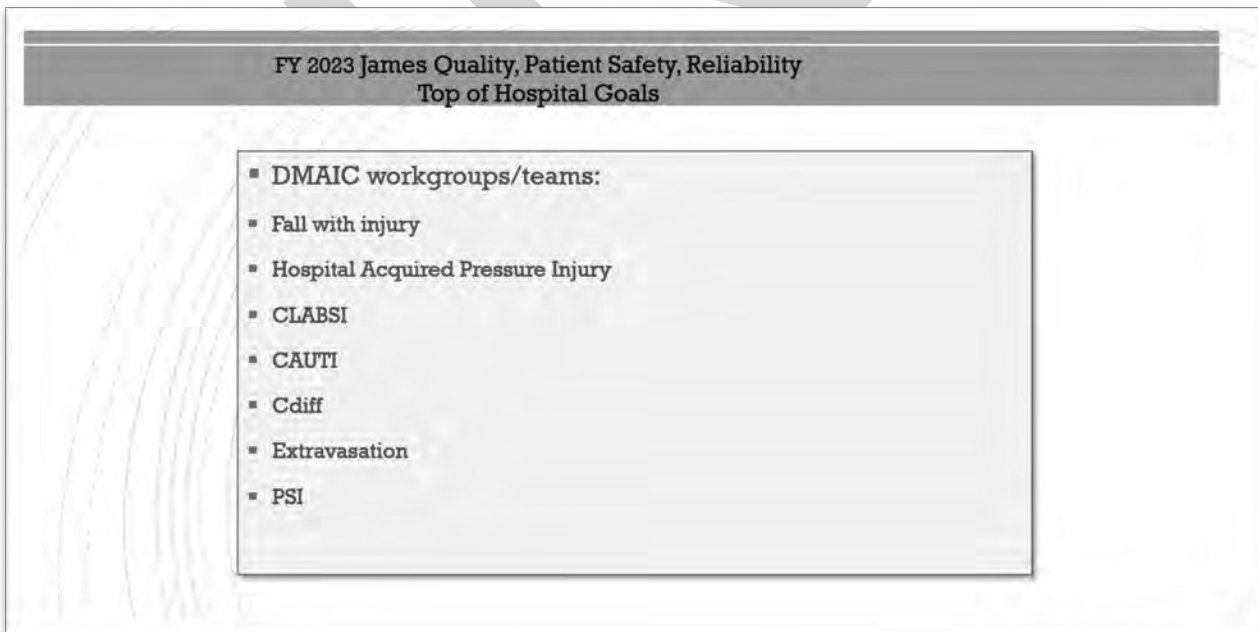 FY 2023 James Quality, Patient Safety, Reliability
Top of Hospital Goals
▪ DMAIC workgroups/teams:
▪ Fall with injury
▪ Hospital Acquired Pressure Injury
▪ CLABSI
▪ CAUTI
▪ Cdiff
▪ Extravasation
▪ PSI